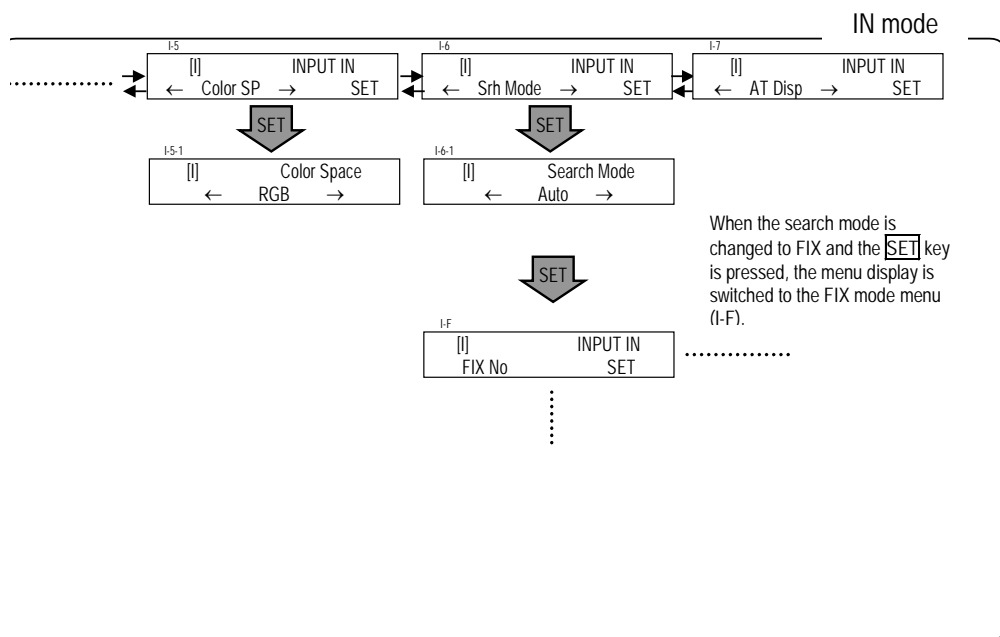 IN mode
I-5
[I] INPUT IN
← Color SP → SET
I-6
[I] INPUT IN
← Srh Mode → SET
I-7
[I] INPUT IN
← AT Disp → SET
SET
SET
I-5-1
[I] Color Space
← RGB →
I-6-1
[I] Search Mode
← Auto →
When the search mode is
changed to FIX and the SET key
is pressed, the menu display is
switched to the FIX mode menu
(I-F).
SET
I-F
[I] INPUT IN
FIX No SET